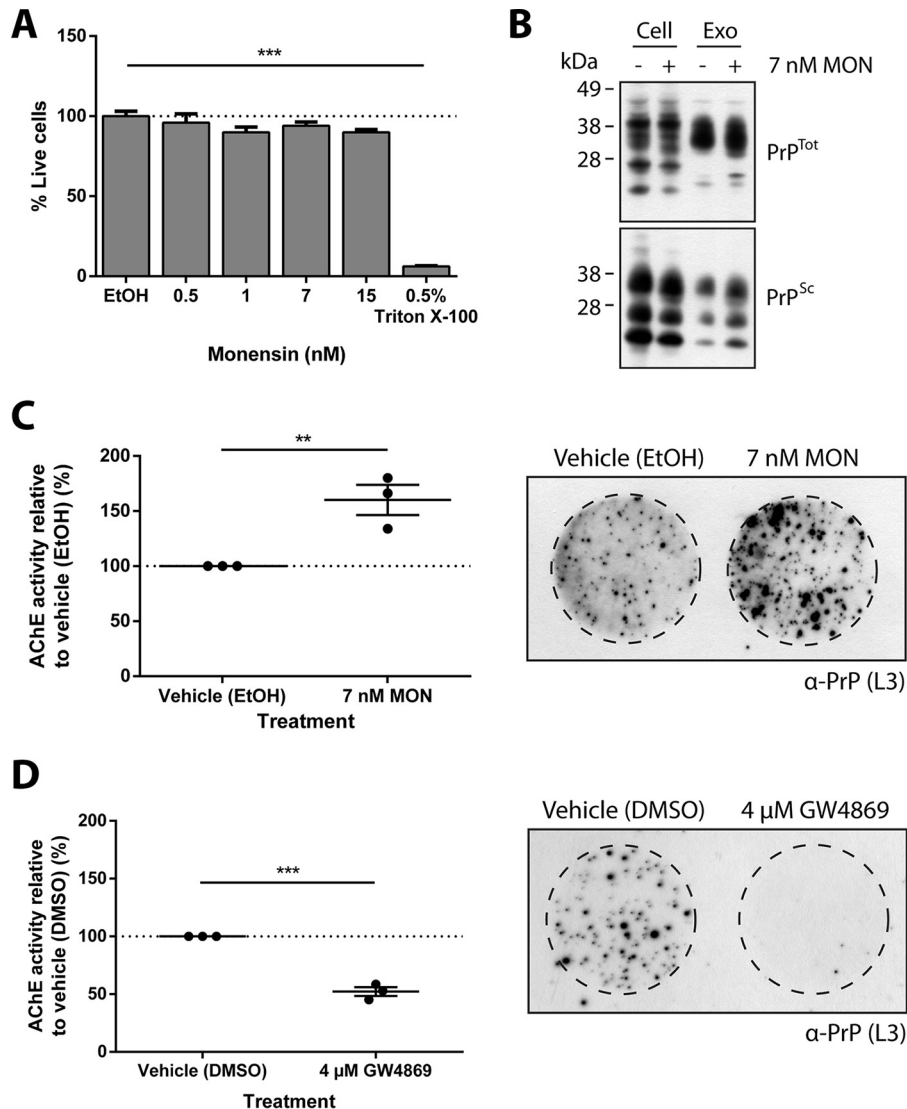 A
150
100
50
0
% Live cells
***
EtOH 0.5 1 7 15 0.5%
Triton X-100
Monensin (nM)
B
Cell Exo
kDa - + - + 7 nM MON
49
38
28
PrPTot
38
28
PrPSc
C
200
150
100
50
0
AChE activity relative
to vehicle (EtOH) (%)
**
Vehicle (EtOH) 7 nM MON
Treatment
Vehicle (EtOH) 7 nM MON
α-PrP (L3)
D
200
150
100
50
0
AChE activity relative
to vehicle (DMSO) (%)
***
Vehicle (DMSO) 4 µM GW4869
Treatment
Vehicle (DMSO) 4 µM GW4869
α-PrP (L3)